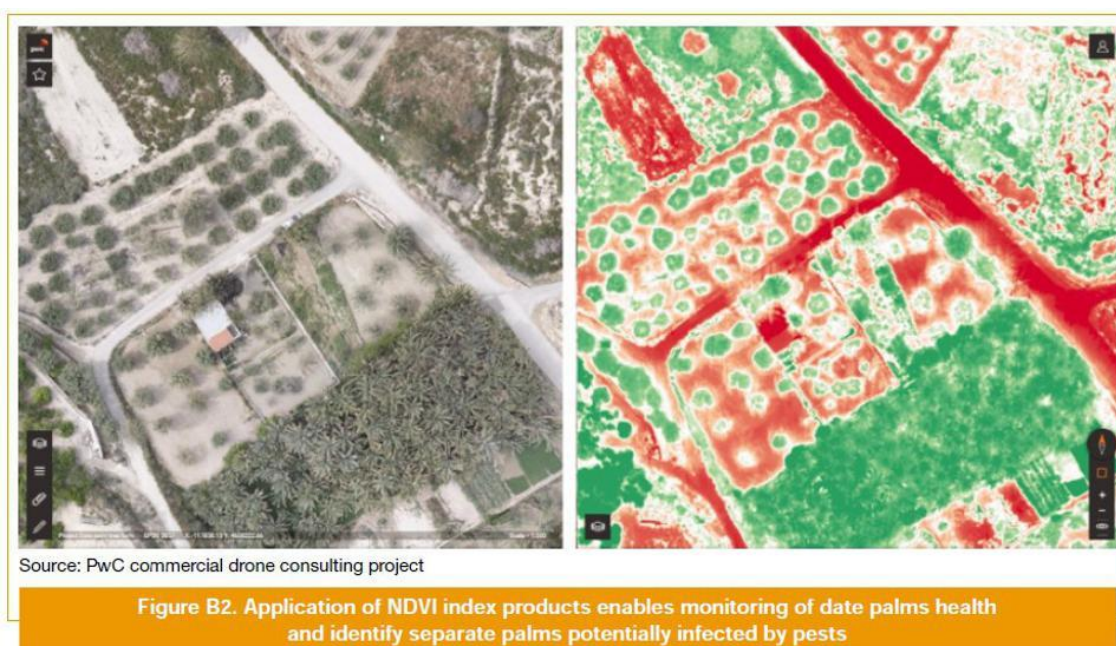 pwc
Source: PwC commercial drone consulting project
Figure B2. Application of NDVI index products enables monitoring of date palms health
and identify separate palms potentially infected by pests